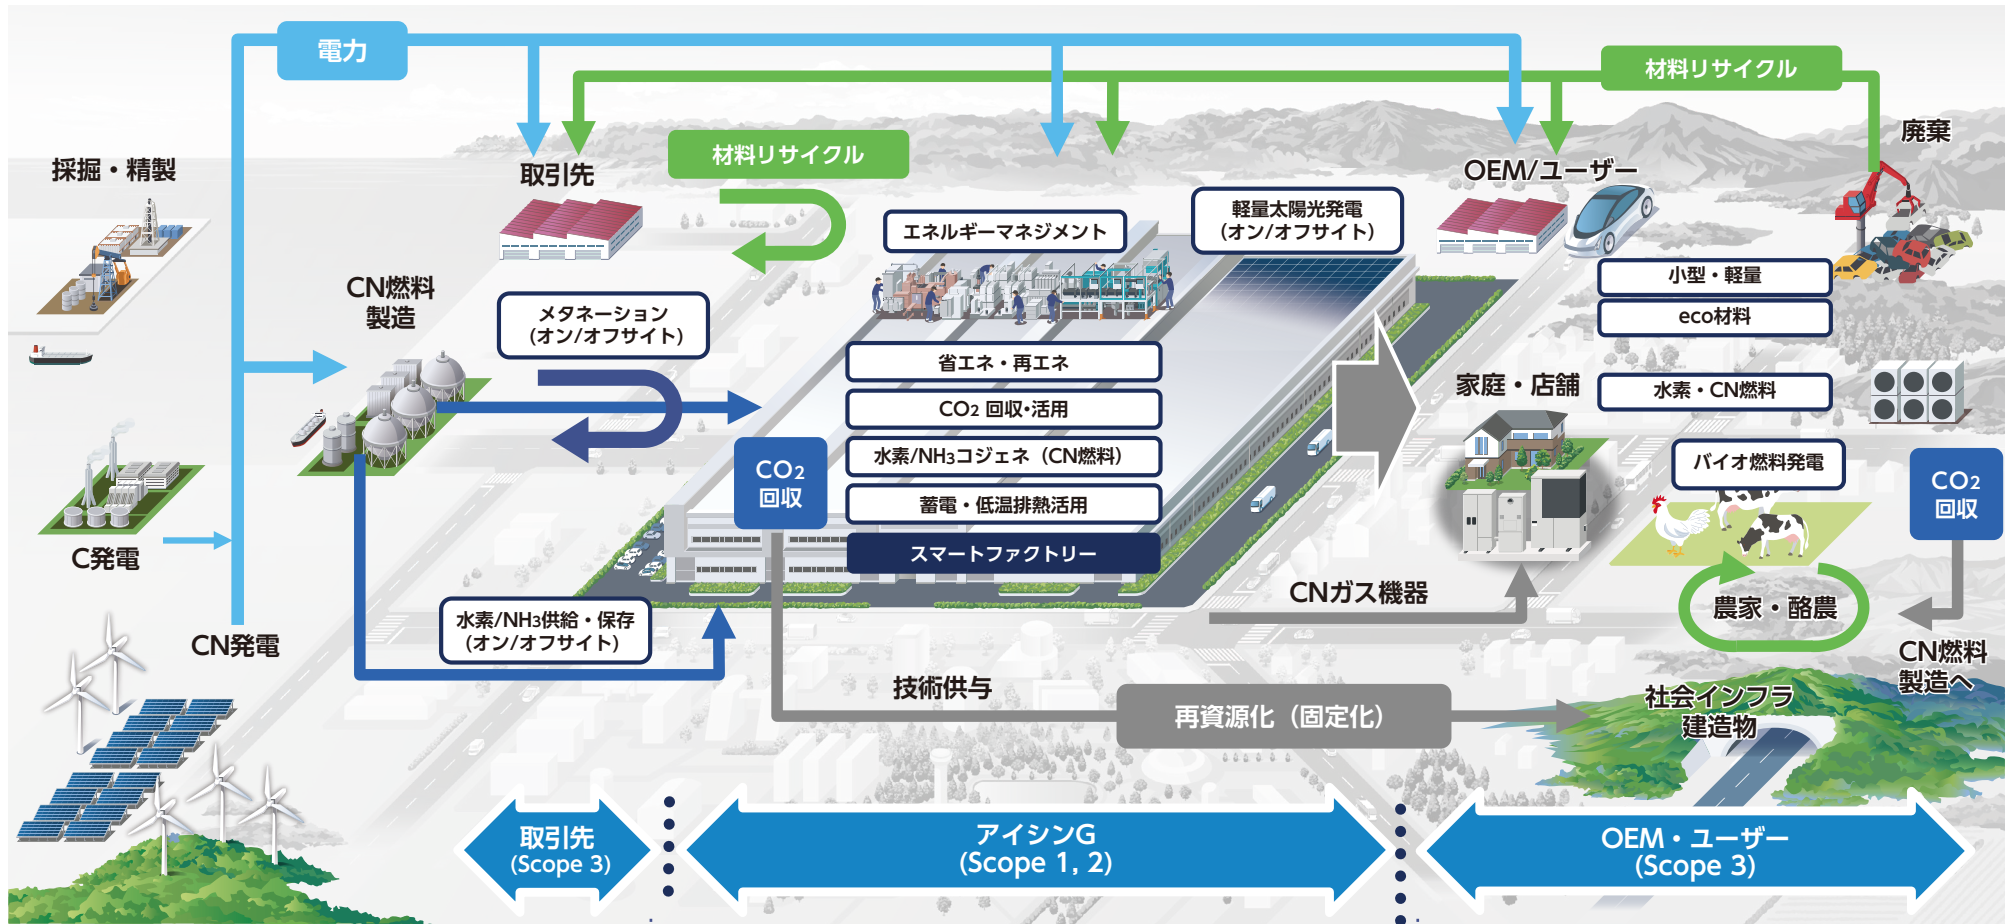 電力
材料リサイクル
廃棄
採掘・精製
取引先
材料リサイクル
OEM/ユーザー
軽量太陽光発電
(オン/オフサイト)
エネルギーマネジメント
小型・軽量
eco材料
CN燃料
製造
メタネーション
(オン/オフサイト)
省エネ・再エネ
CO2 回収・活用
水素/NH3コジェネ（CN燃料）
蓄電・低温排熱活用
スマートファクトリー
CO2
回収
家庭・店舗
水素・CN燃料
バイオ燃料発電
CO2
回収
C発電
CN発電
水素/NH3供給・保存
(オン/オフサイト)
CNガス機器
農家・酪農
CN燃料
製造へ
技術供与
再資源化（固定化）
社会インフラ
建造物
取引先
(Scope 3)
アイシンG
(Scope 1, 2)
OEM・ユーザー
(Scope 3)